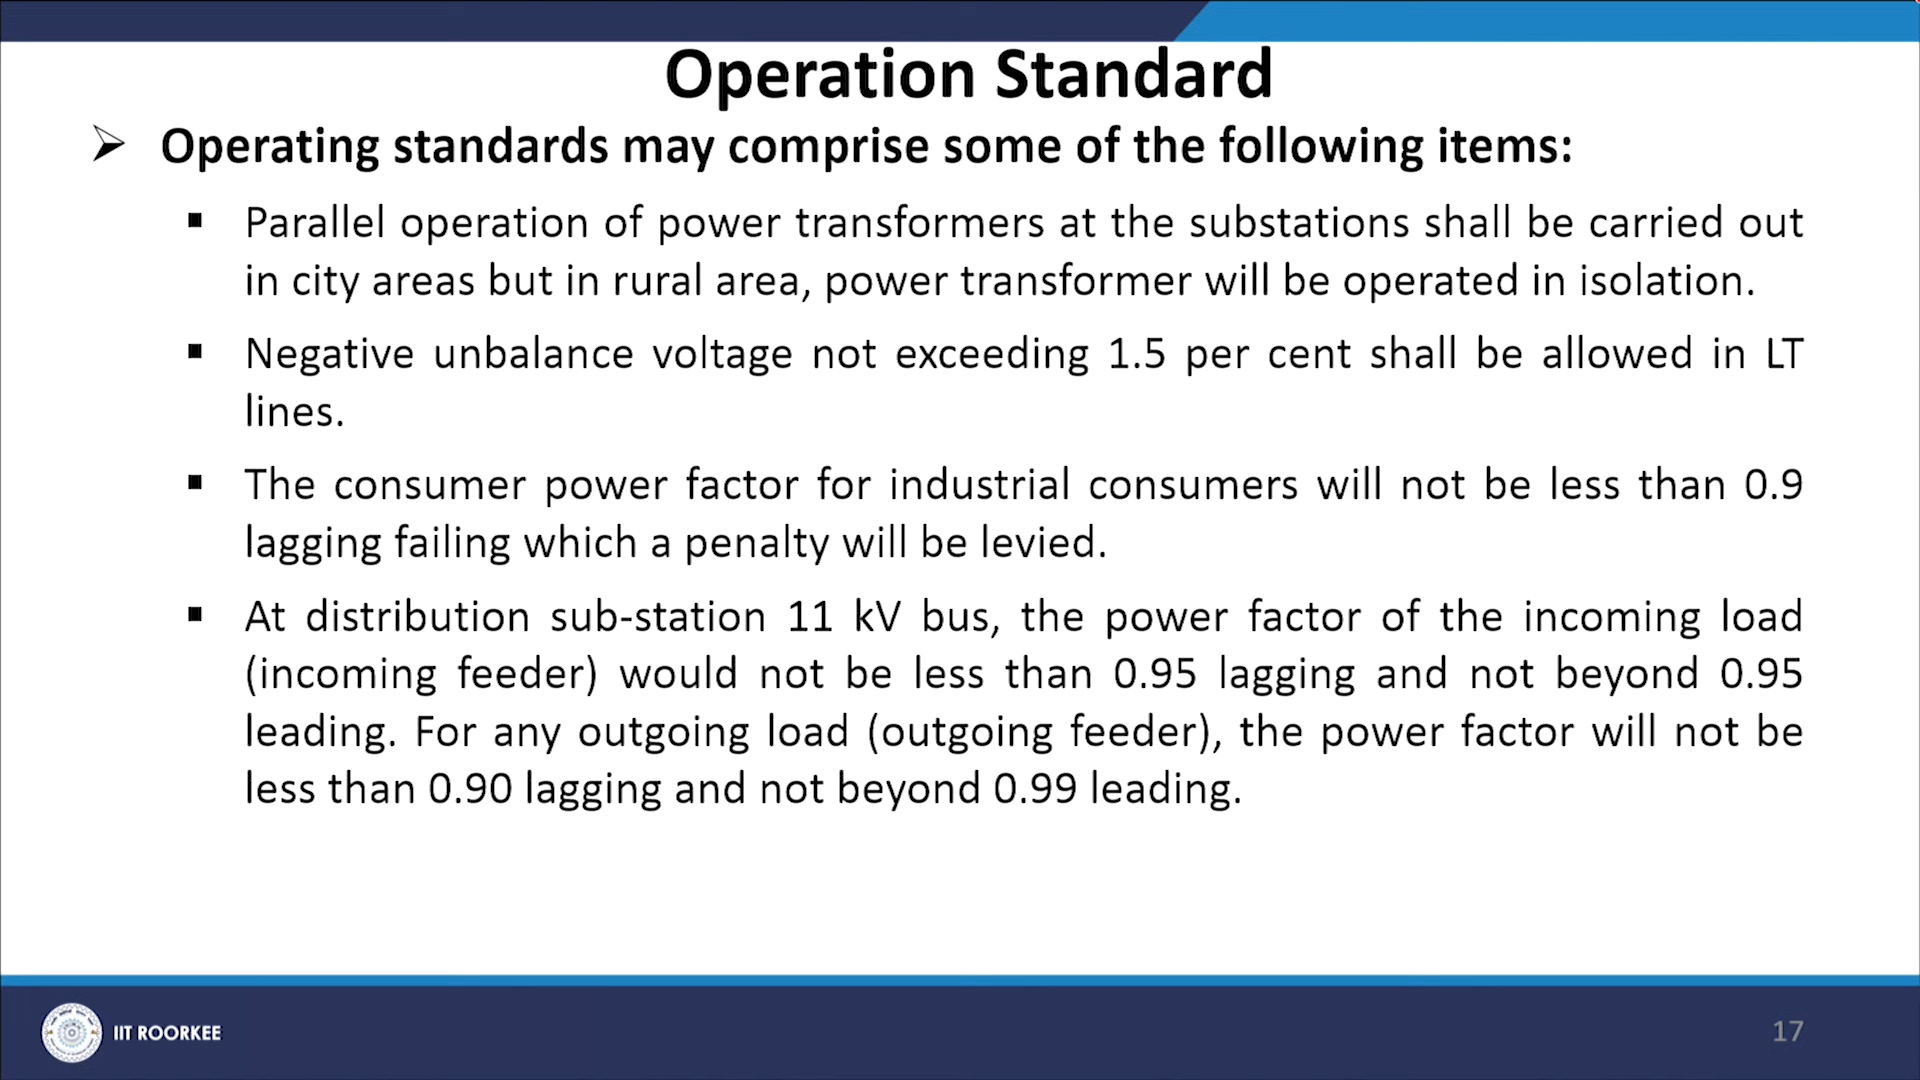 Operation Standard
Operating standards may comprise some of the following items:
Parallel operation of power transformers at the substations shall be carried out
in city areas but in rural area, power transformer will be operated in isolation.
Negative unbalance voltage not exceeding 1.5 per cent shall be allowed in LT
lines.
The consumer power factor for industrial consumers will not be less than 0.9
lagging failing which a penalty will be levied.
At distribution sub-station 11 kV bus, the power factor of the incoming load
(incoming feeder) would not be less than 0.95 lagging and not beyond 0.95
leading. For any outgoing load (outgoing feeder), the power factor will not be
less than 0.90 lagging and not beyond 0.99 leading.
IIT ROORKEE
17